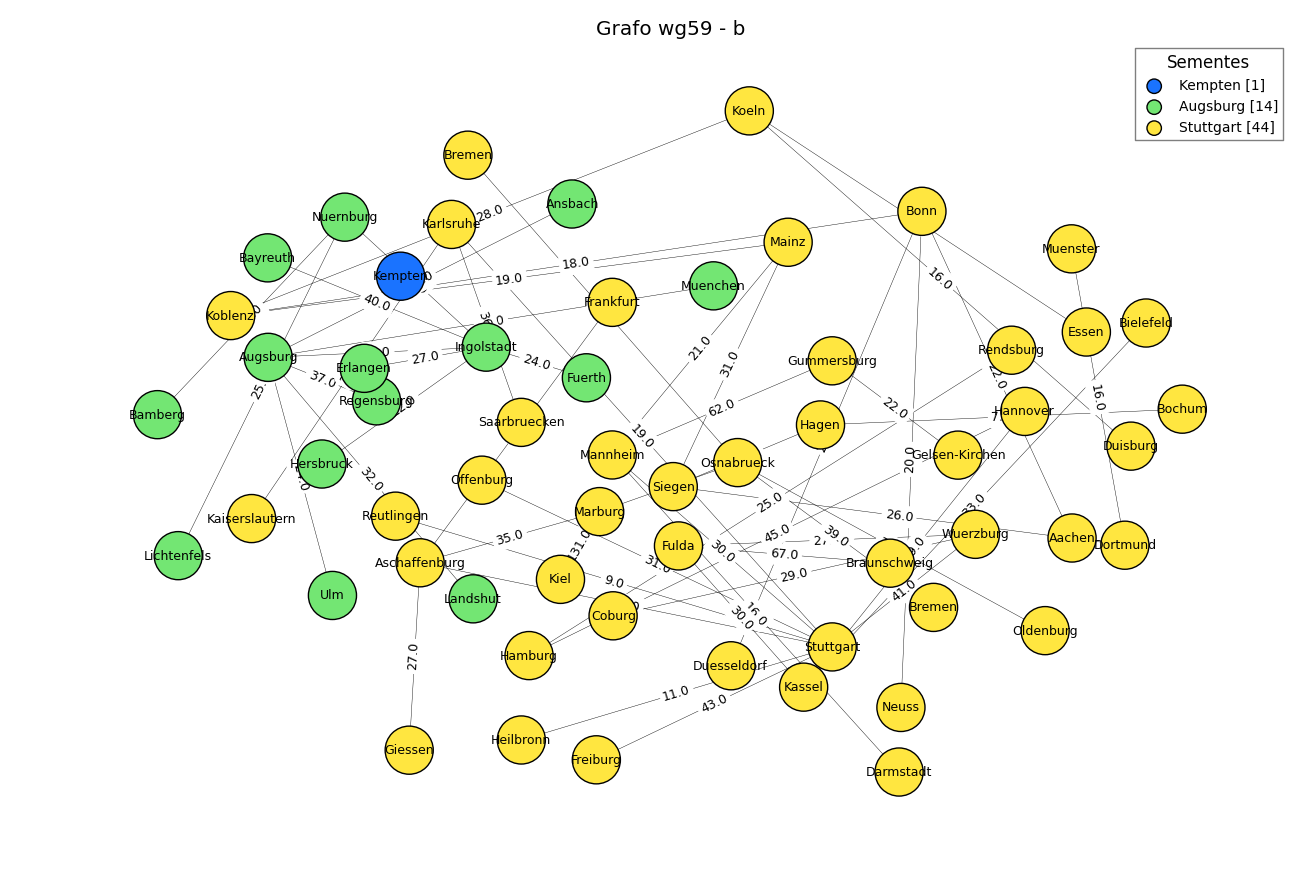 Grafo wg59 - b
Sementes
Kempten [1]
Augsburg [14]
Stuttgart [44]
Koeln
Bremen
Ansbach
Nuernburg
Karlsruhe
28.0
Bonn
Mainz
Muenster
Bayreuth
Kempten
18.0
19.0
16.0
Muenchen
40.0
Frankfurt
Koblenz
Bielefeld
Essen
Augsburg
Ingolstadt
27.0
24.0
21.0
31.0
Rendsburg
Gummersburg
Erlangen
37.0
Fuerth
22.0
16.0
Regensburg
Bamberg
62.0
22.0
Hannover
Bochum
Saarbruecken
Hagen
19.0
Duisburg
Mannheim
Gelsen-Kirchen
Hersbruck
Osnabrueck
20.0
32.0
Offenburg
Siegen
25.0
33.0
Kaiserslautern
Reutlingen
Marburg
26.0
35.0
45.0
39.0
Wuerzburg
Aachen
Dortmund
Lichtenfels
131.0
Fulda
30.0
67.0
Aschaffenburg
31.0
Braunschweig
Kiel
9.0
29.0
41.0
Ulm
Landshut
Coburg
16.0
30.0
Bremen
Oldenburg
Hamburg
27.0
Stuttgart
Duesseldorf
Kassel
11.0
43.0
Neuss
Heilbronn
Giessen
Freiburg
Darmstadt